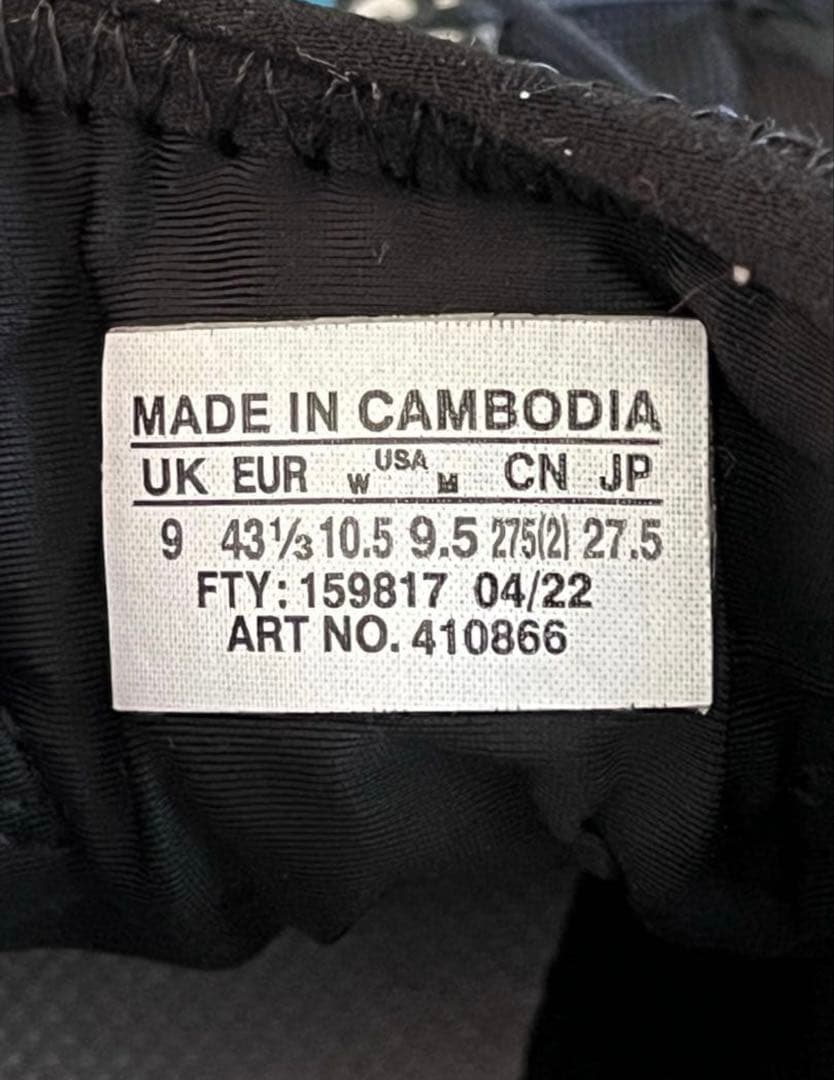 MADE IN CAMBODIA
UK EUR W USA M CN JP
9 43⅓ 10.5 9.5 275(2) 27.5
FTY: 159817 04/22
ART NO. 410866